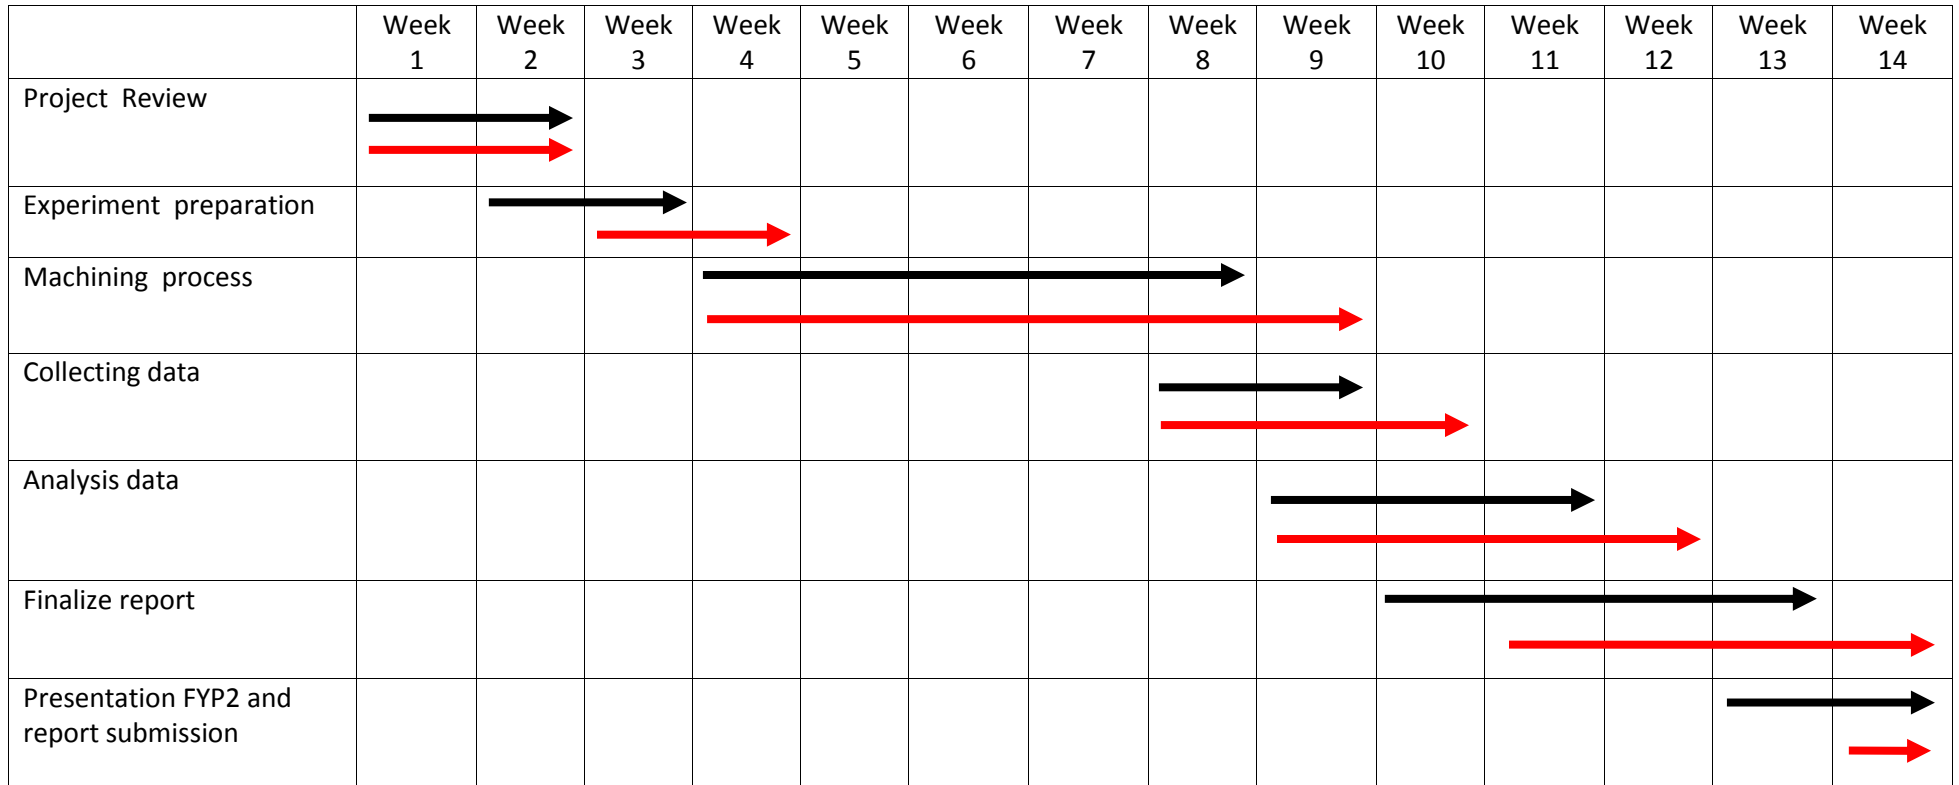 Week Week Week Week Week Week Week Week Week Week Week Week Week Week
1 2 3 4 5 6 7 8 9 10 11 12 13 14
Project Review
Experiment preparation
Machining process
Collecting data
Analysis data
Finalize report
Presentation FYP2 and
report submission